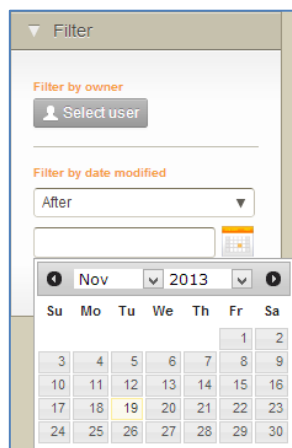 Filter
Filter by owner
Select user
Filter by date modified
After
Nov 2013
Su Mo Tu We Th Fr Sa
1 2
3 4 5 6 7 8 9
10 11 12 13 14 15 16
17 18 19 20 21 22 23
24 25 26 27 28 29 30